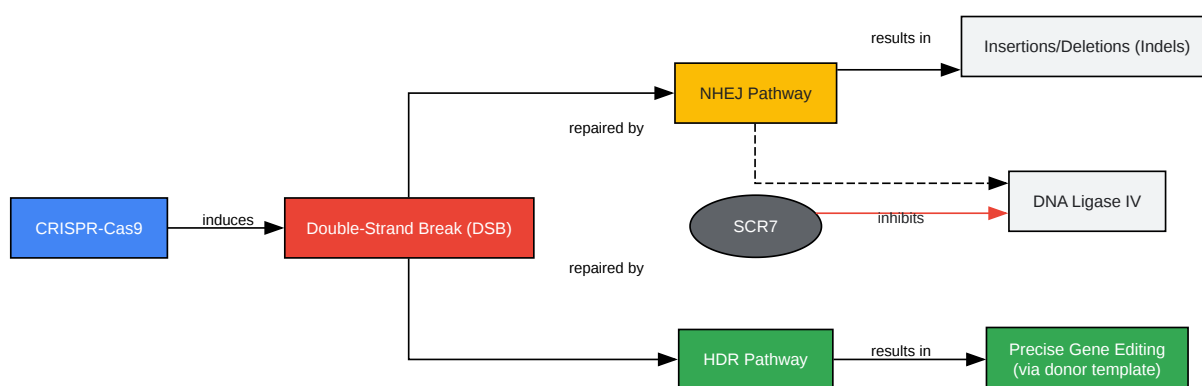 results in
Insertions/Deletions (Indels)
NHEJ Pathway
repaired by
DNA Ligase IV
CRISPR-Cas9
induces
Double-Strand Break (DSB)
SCR7
inhibits
repaired by
HDR Pathway
results in
Precise Gene Editing
(via donor template)